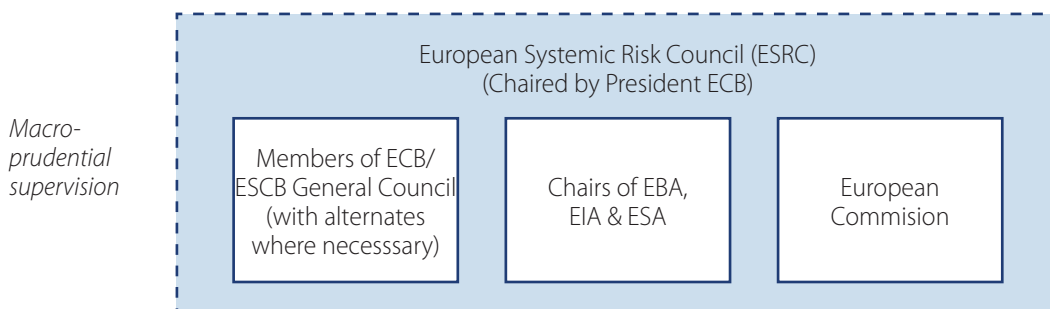 European Systemic Risk Council (ESRC)
(Chaired by President ECB)
Macro-
prudential
supervision
Members of ECB/
ESCB General Council
(with alternates
where necesssary)
Chairs of EBA,
EIA & ESA
European
Commision